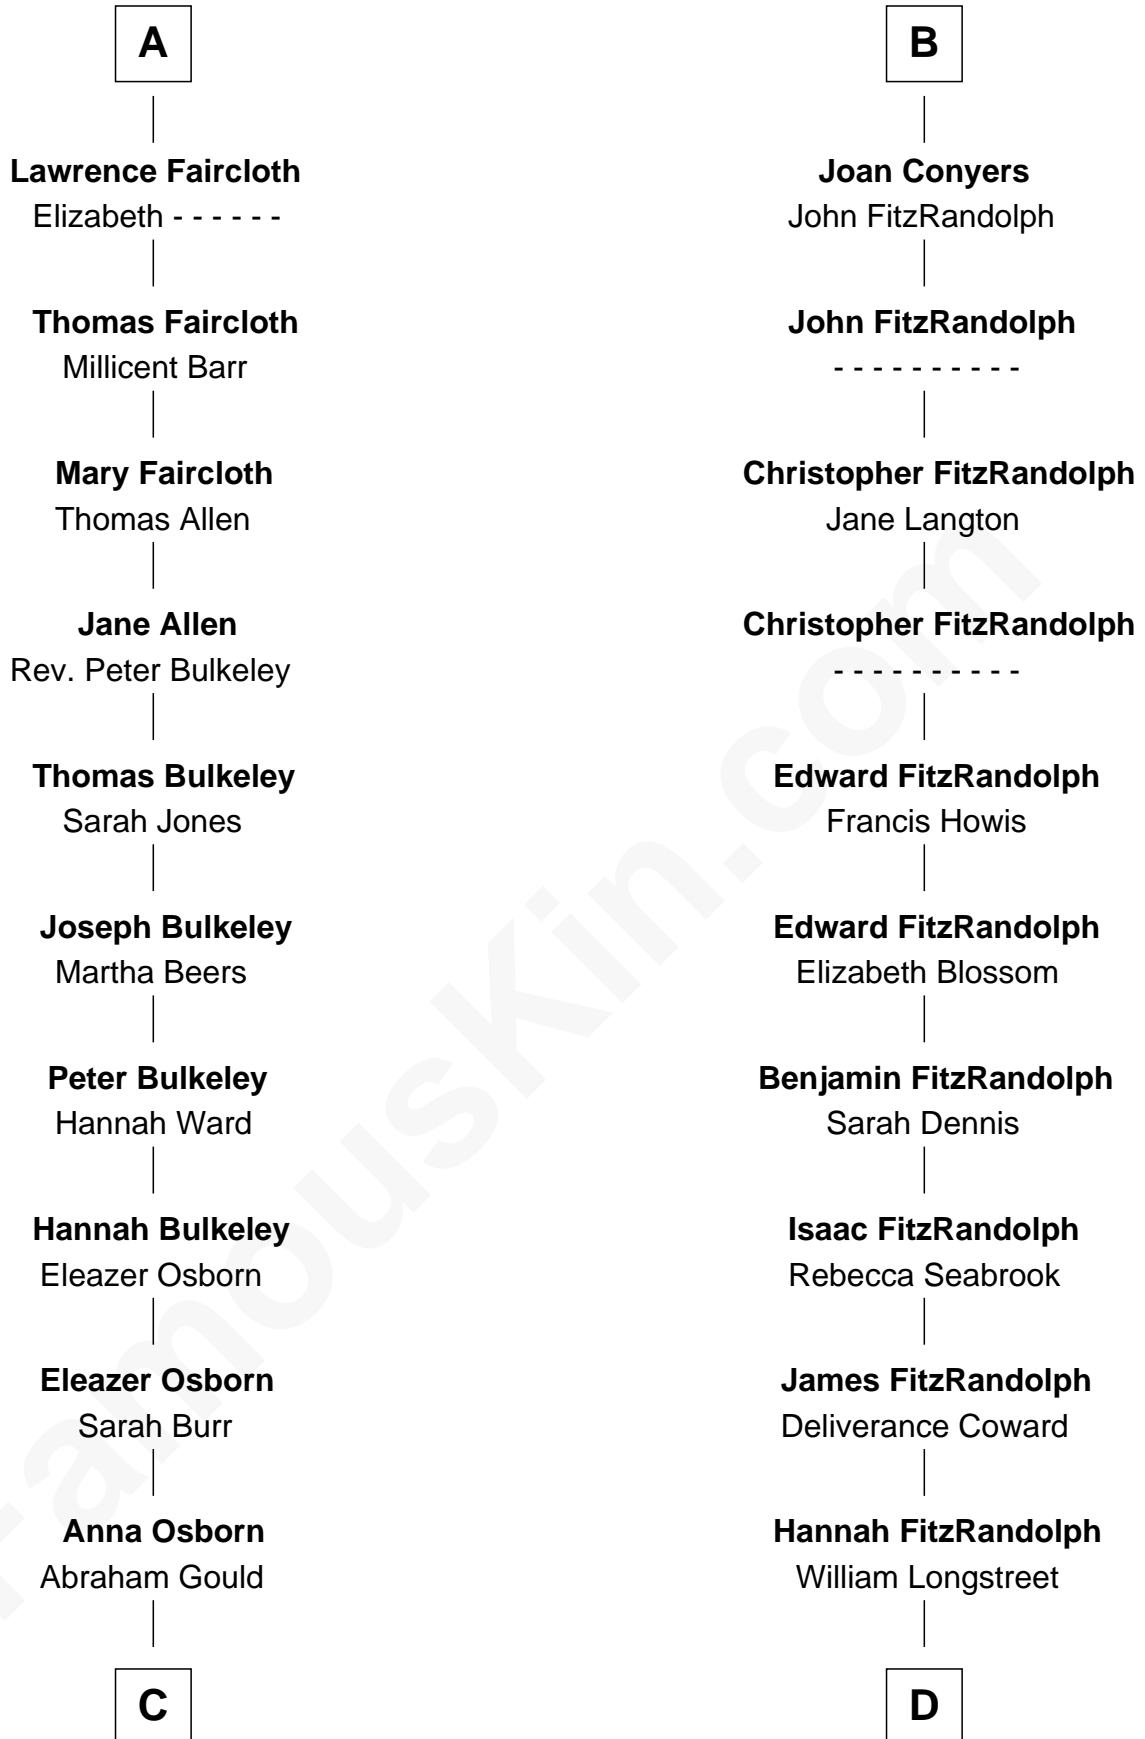 A
Lawrence Faircloth
Elizabeth - - - - - -
Thomas Faircloth
Millicent Barr
Mary Faircloth
Thomas Allen
Jane Allen
Rev. Peter Bulkeley
Thomas Bulkeley
Sarah Jones
Joseph Bulkeley
Martha Beers
Peter Bulkeley
Hannah Ward
Hannah Bulkeley
Eleazer Osborn
Eleazer Osborn
Sarah Burr
Anna Osborn
Abraham Gould
C
B
Joan Conyers
John FitzRandolph
John FitzRandolph
- - - - - - - - - -
Christopher FitzRandolph
Jane Langton
Christopher FitzRandolph
- - - - - - - - - -
Edward FitzRandolph
Francis Howis
Edward FitzRandolph
Elizabeth Blossom
Benjamin FitzRandolph
Sarah Dennis
Isaac FitzRandolph
Rebecca Seabrook
James FitzRandolph
Deliverance Coward
Hannah FitzRandolph
William Longstreet
D
FamousKin.com